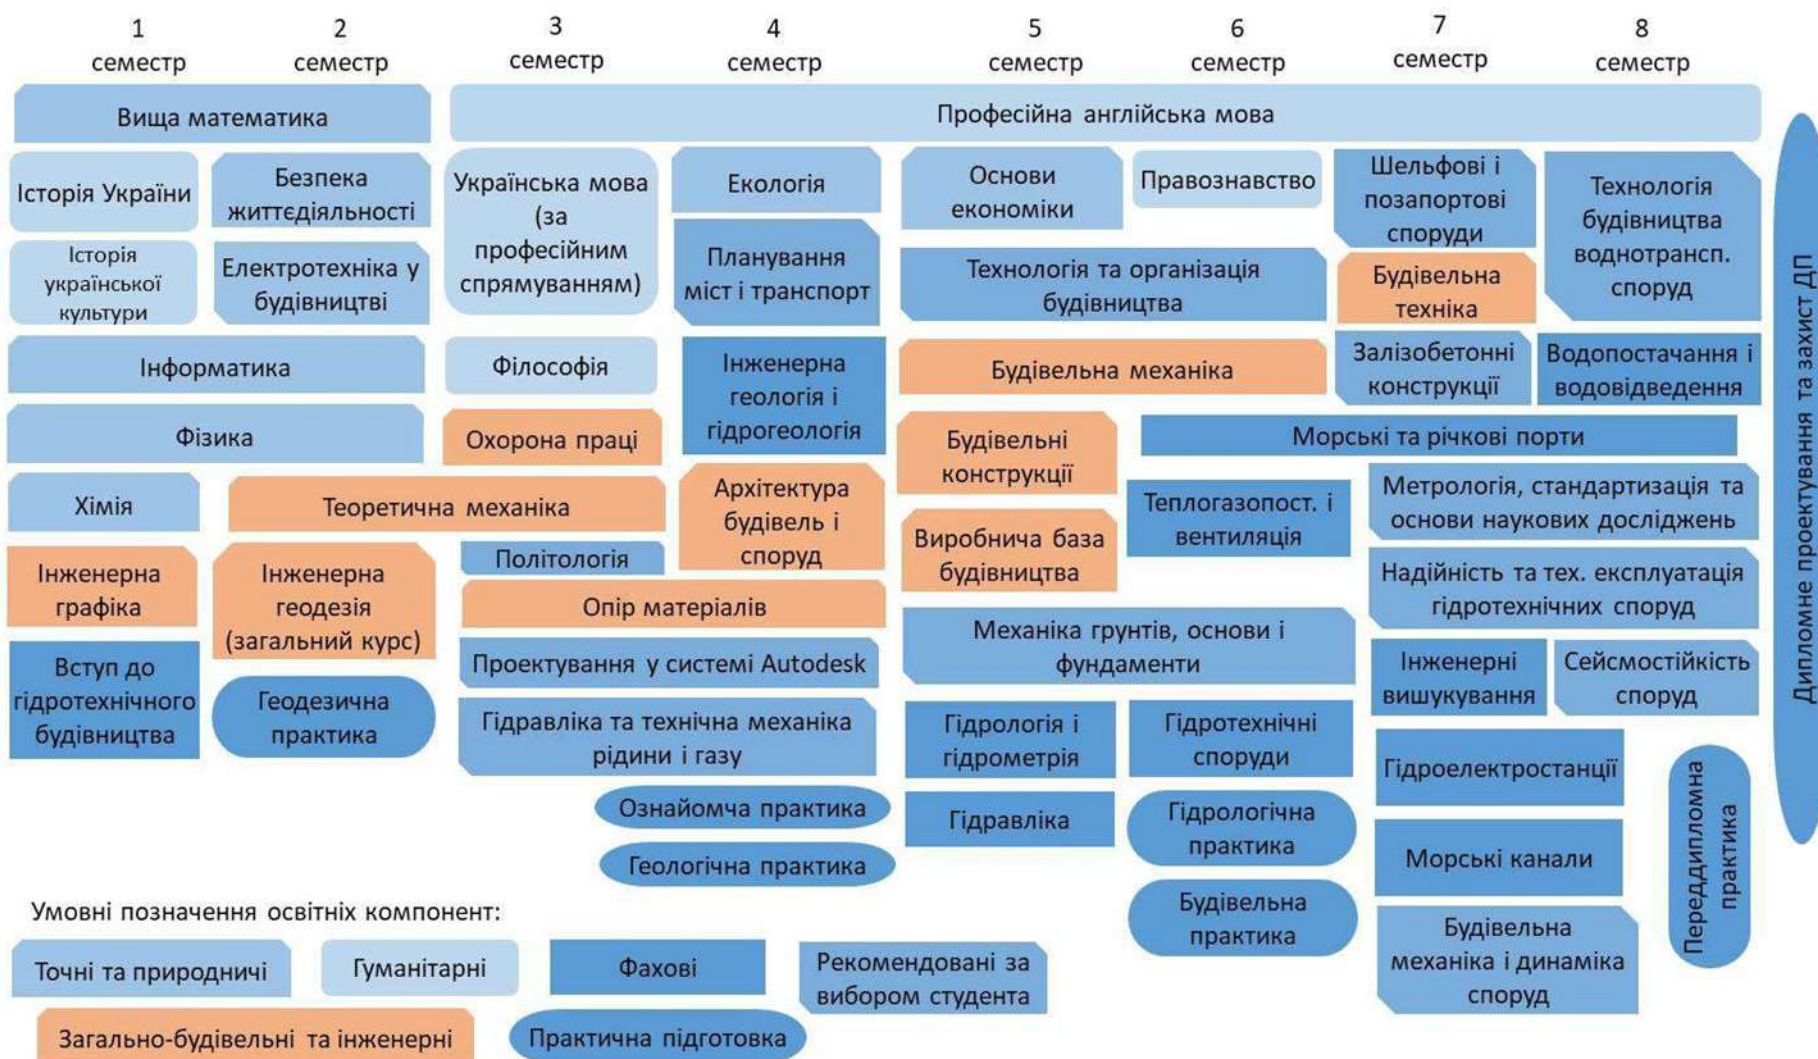 1
семестр
2
семестр
3
семестр
4
семестр
5
семестр
6
семестр
7
семестр
8
семестр
Вища математика
Професійна англійська мова
Історія України
Безпека
життєдіяльності
Українська мова
(за
професійним
спрямуванням)
Екологія
Основи
економіки
Правознавство
Шельфові і
позапортові
споруди
Технологія
будівництва
воднотрансп.
споруд
Історія
української
культури
Електротехніка у
будівництві
Планування
міст і транспорт
Технологія та організація
будівництва
Будівельна
техніка
Інформатика
Філософія
Інженерна
геологія і
гідрогеологія
Будівельна механіка
Залізобетонні
конструкції
Водопостачання і
водовідведення
Фізика
Охорона праці
Будівельні
конструкції
Морські та річкові порти
Хімія
Теоретична механіка
Архітектура
будівель і
споруд
Теплогазопост. і
вентиляція
Метрологія, стандартизація та
основи наукових досліджень
Інженерна
графіка
Інженерна
геодезія
(загальний курс)
Політологія
Виробнича база
будівництва
Надійність та тех. експлуатація
гідротехнічних споруд
Опір матеріалів
Механіка грунтів, основи і
фундаменти
Вступ до
гідротехнічного
будівництва
Геодезична
практика
Проектування у системі Autodesk
Інженерні
вишукування
Сейсмостійкість
споруд
Гідравліка та технічна механіка
рідини і газу
Гідрологія і
гідрометрія
Гідротехнічні
споруди
Гідроелектростанції
Ознайомча практика
Гідравліка
Гідрологічна
практика
Морські канали
Геологічна практика
Будівельна
практика
Будівельна
механіка і динаміка
споруд
Переддипломна
практика
Дипломне проектування та захист ДП
Умовні позначення освітніх компонент:
Точні та природничі
Гуманітарні
Фахові
Рекомендовані за
вибором студента
Загально-будівельні та інженерні
Практична підготовка